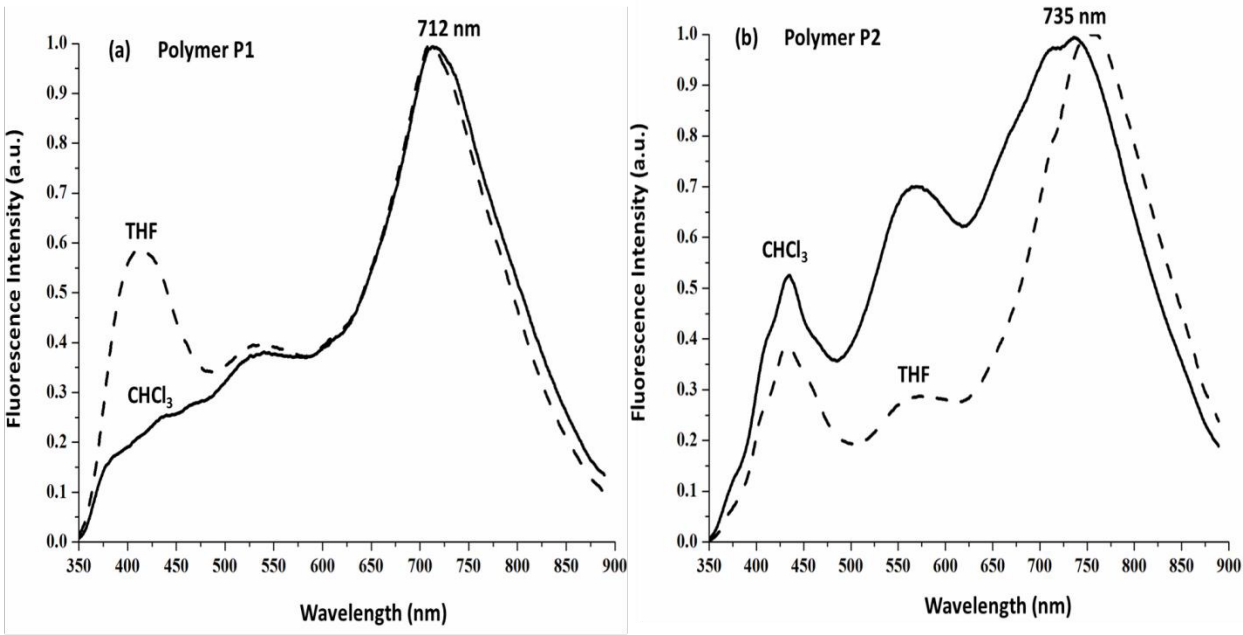 712 nm
(a) Polymer P1
1.0
0.9
0.8
0.7
0.6
0.5
0.4
0.3
0.2
0.1
0.0
Fluorescence Intensity (a.u.)
THF
CHCl₃
350 400 450 500 550 600 650 700 750 800 850 900
Wavelength (nm)
735 nm
(b) Polymer P2
1.0
0.9
0.8
0.7
0.6
0.5
0.4
0.3
0.2
0.1
0.0
Fluorescence Intensity (a.u.)
CHCl₃
THF
350 400 450 500 550 600 650 700 750 800 850 900
Wavelength (nm)